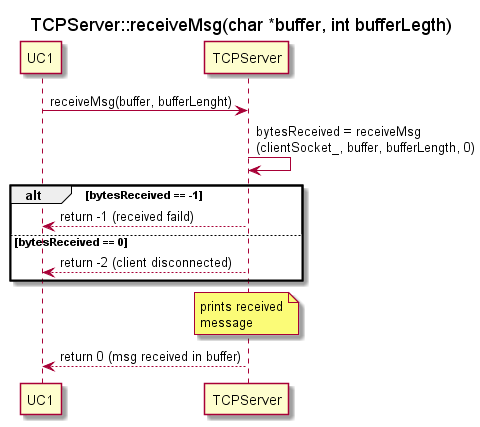 TCPServer::receiveMsg(char *buffer, int bufferLegth)
UC1
TCPServer
receiveMsg(buffer, bufferLenght)
bytesReceived = receiveMsg
(clientSocket_, buffer, bufferLength, 0)
alt
[bytesReceived == -1]
return -1 (received faild)
[bytesReceived == 0]
return -2 (client disconnected)
prints received
message
return 0 (msg received in buffer)
UC1
TCPServer